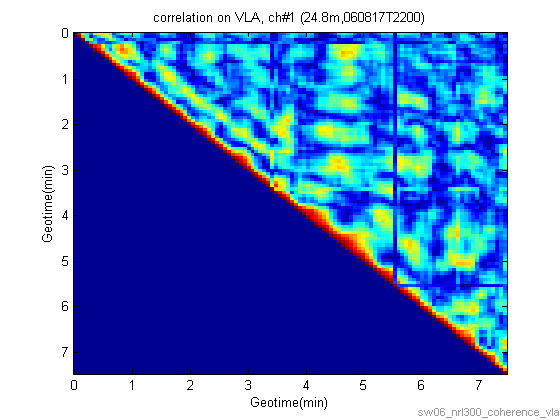 correlation on VLA, ch#1 (24.8m,060817T2200)
0
1
2
3
4
5
6
7
Geotime(min)
0 1 2 3 4 5 6 7
Geotime(min)
sw06_nrl300_coherence_vla